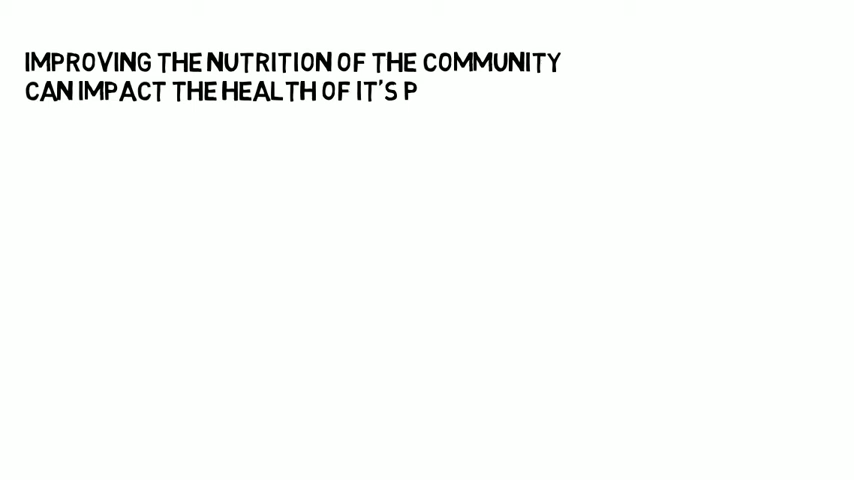 IMPROVING THE NUTRITION OF THE COMMUNITY
CAN IMPACT THE HEALTH OF IT'S P